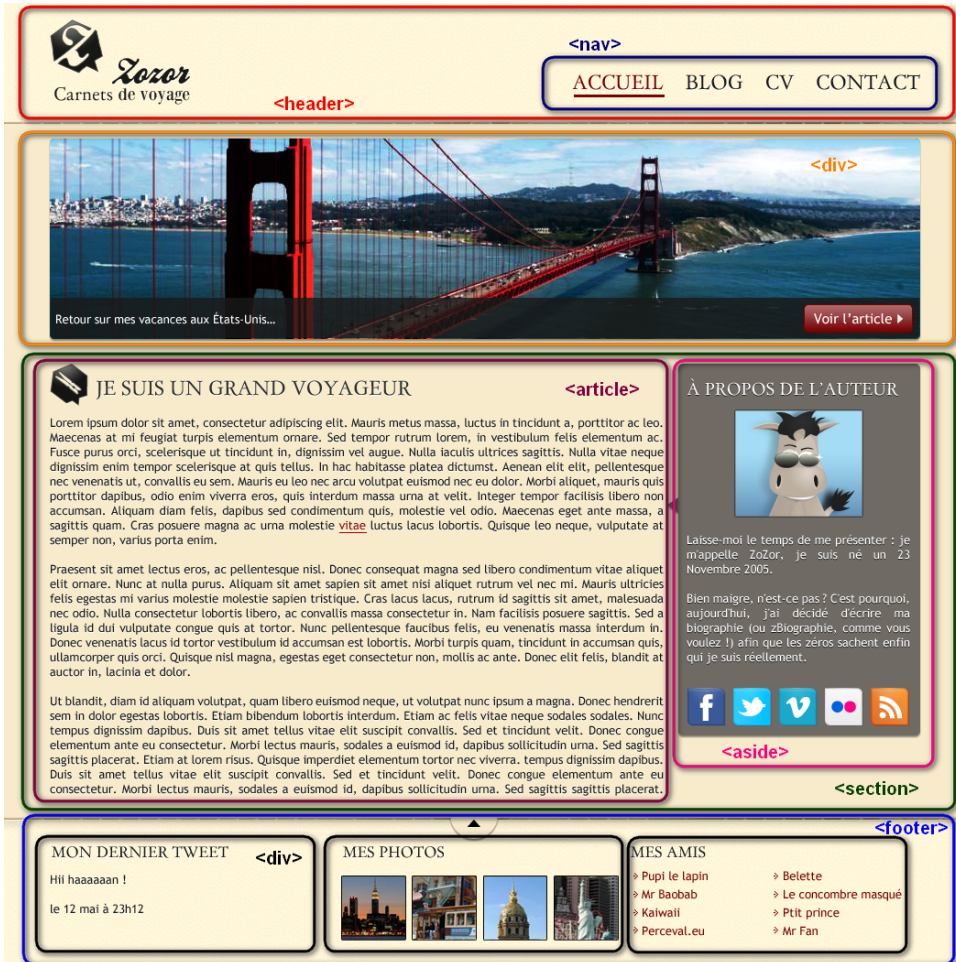 <nav>
Zozor
Carnets de voyage
<header>
ACCUEIL BLOG CV CONTACT
<div>
Retour sur mes vacances aux États-Unis...
Voir l'article
JE SUIS UN GRAND VOYAGEUR
<article>
Lorem ipsum dolor sit amet, consectetur adipiscing elit. Mauris metus massa, luctus in tincidunt a, porttitor ac leo.
Maecenas at mi feugiat turpis elementum ornare. Sed tempor rutrum lorem, in vestibulum felis elementum ac.
Fusce purus orci, scelerisque ut tincidunt in, dignissim vel augue. Nulla iaculis ultrices sagittis. Nulla vitae neque
dignissim enim tempor scelerisque at quis tellus. In hac habitasse platea dictumst. Aenean elit elit, pellentesque
nec venenatis ut, convallis eu sem. Mauris eu leo nec arcu volutpat euismod nec eu dolor. Morbi aliquet, mauris quis
porttitor dapibus, odio enim viverra eros, quis interdum massa urna at velit. Integer tempor facilisis libero non
accumsan. Aliquam diam felis, dapibus sed condimentum quis, molestie vel odio. Maecenas eget ante massa, a
sagittis quam. Cras posuere magna ac urna molestie vitae luctus lacus lobortis. Quisque leo neque, vulputate at
semper non, varius porta enim.
Praesent sit amet lectus eros, ac pellentesque nisl. Donec consequat magna sed libero condimentum vitae aliquet
elit ornare. Nunc at nulla purus. Aliquam sit amet sapien sit amet nisi aliquet rutrum vel nec mi. Mauris ultricies
felis egestas mi varius molestie molestie sapien tristique. Cras lacus lacus, rutrum id sagittis sit amet, malesuada
nec odio. Nulla consectetur lobortis libero, ac convallis massa consectetur in. Nam facilisis posuere sagittis. Sed a
ligula id dui vulputate congue quis at tortor. Nunc pellentesque faucibus felis, eu venenatis massa interdum in.
Donec venenatis lacus id tortor vestibulum id accumsan est lobortis. Morbi turpis quam, tincidunt in accumsan quis,
ullamcorper quis orci. Quisque nisl magna, egestas eget consectetur non, mollis ac ante. Donec elit felis, blandit at
auctor in, lacinia et dolor.
Ut blandit, diam id aliquam volutpat, quam libero euismod neque, ut volutpat nunc ipsum a magna. Donec hendrerit
sem in dolor egestas lobortis. Etiam bibendum lobortis interdum. Etiam ac felis vitae neque sodales sodales. Nunc
tempus dignissim dapibus. Duis sit amet tellus vitae elit suscipit convallis. Sed et tincidunt velit. Donec congue
elementum ante eu consectetur. Morbi lectus mauris, sodales a euismod id, dapibus sollicitudin urna. Sed sagittis
sagittis placerat. Etiam at lorem risus. Quisque imperdiet elementum tortor nec viverra. tempus dignissim dapibus.
Duis sit amet tellus vitae elit suscipit convallis. Sed et tincidunt velit. Donec congue elementum ante eu
consectetur. Morbi lectus mauris, sodales a euismod id, dapibus sollicitudin urna. Sed sagittis sagittis placerat.
À PROPOS DE L'AUTEUR
Laisse-moi le temps de me présenter : je
m'appelle ZoZor, je suis né un 23
Novembre 2005.
Bien maigre, n'est-ce pas ? C'est pourquoi,
aujourd'hui, j'ai décidé d'écrire ma
biographie (ou zBiographie, comme vous
voulez !) afin que les zéros sachent enfin
qui je suis réellement.
<aside>
<section>
<footer>
MON DERNIER TWEET
<div>
Hii haaaaaan !
le 12 mai à 23h12
MES PHOTOS
MES AMIS
Pupi le lapin
Mr Baobab
Kaiwaii
Perceval.eu
Belette
Le concombre masqué
Ptit prince
Mr Fan